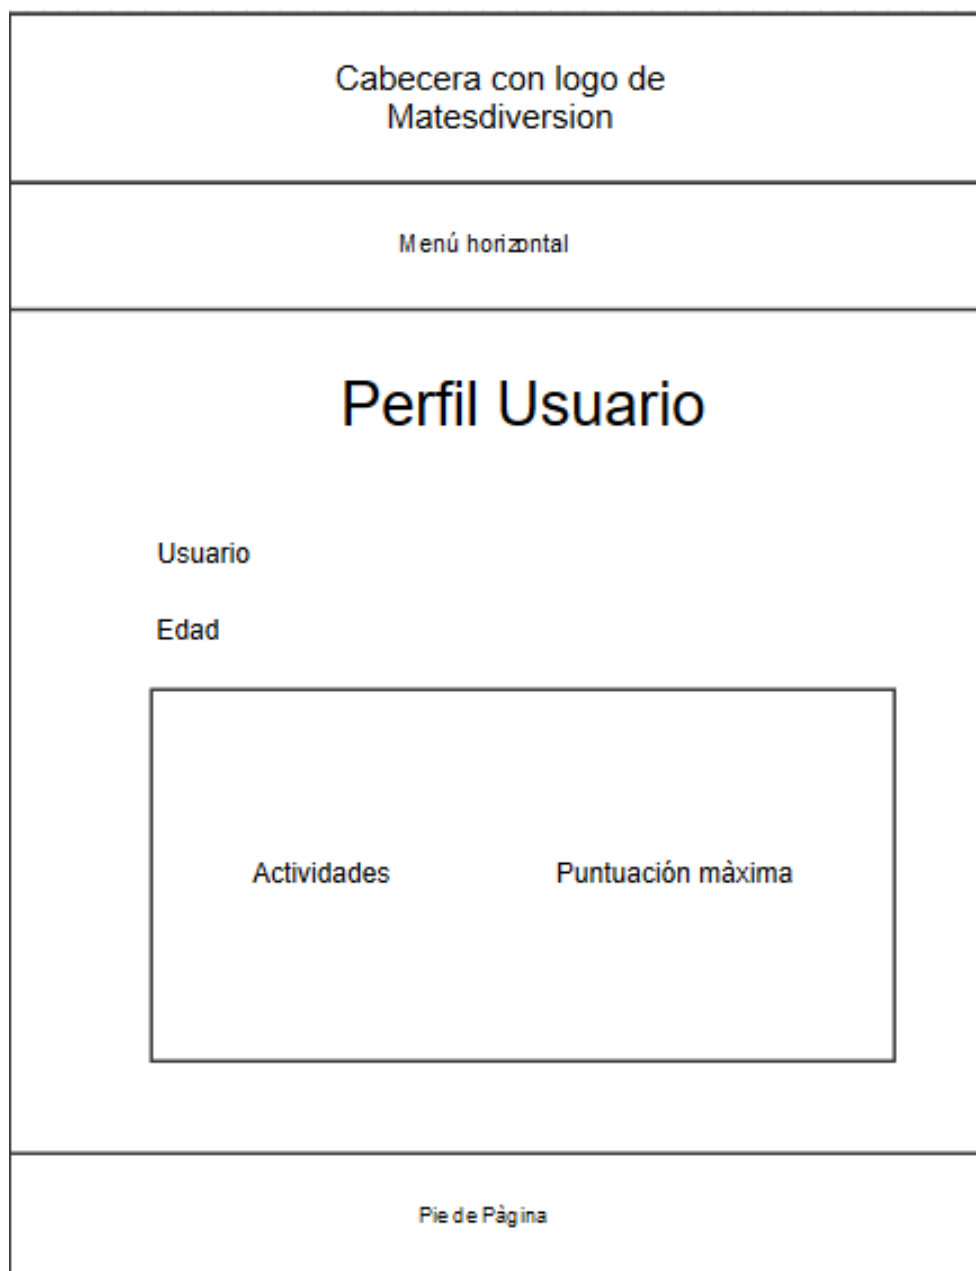 Cabecera con logo de
Matesdiversion
Menú horizontal
Perfil Usuario
Usuario
Edad
Actividades
Puntuación màxima
Pie de Pàgina